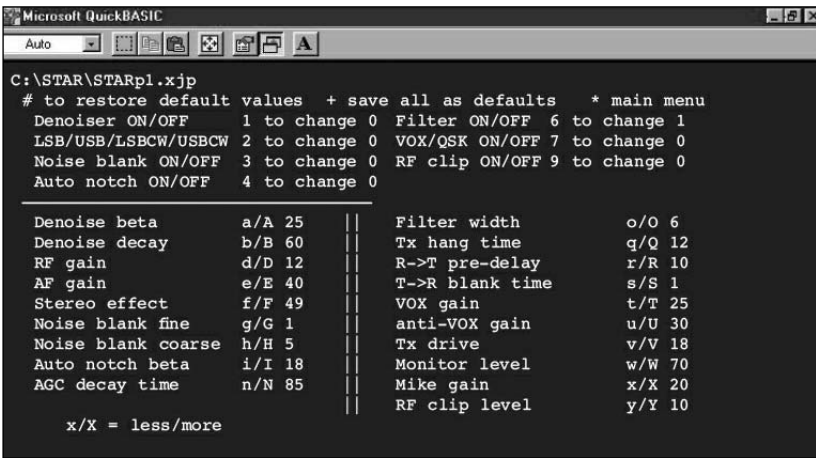 Microsoft QuickBASIC
Auto
A
C:\STAR\STARp1.xjp
# to restore default values + save all as defaults * main menu
Denoiser ON/OFF 1 to change 0 Filter ON/OFF 6 to change 1
LSB/USB/LSBCW/USBCW 2 to change 0 VOX/QSK ON/OFF 7 to change 0
Noise blank ON/OFF 3 to change 0 RF clip ON/OFF 9 to change 0
Auto notch ON/OFF 4 to change 0
Denoise beta a/A 25 || Filter width o/O 6
Denoise decay b/B 60 || Tx hang time q/Q 12
RF gain d/D 12 || R->T pre-delay r/R 10
AF gain e/E 40 || T->R blank time s/S 1
Stereo effect f/F 49 || VOX gain t/T 25
Noise blank fine g/G 1 || anti-VOX gain u/U 30
Noise blank coarse h/H 5 || Tx drive v/V 18
Auto notch beta i/I 18 || Monitor level w/W 70
AGC decay time n/N 85 || Mike gain x/X 20
|| RF clip level y/Y 10
x/X = less/more